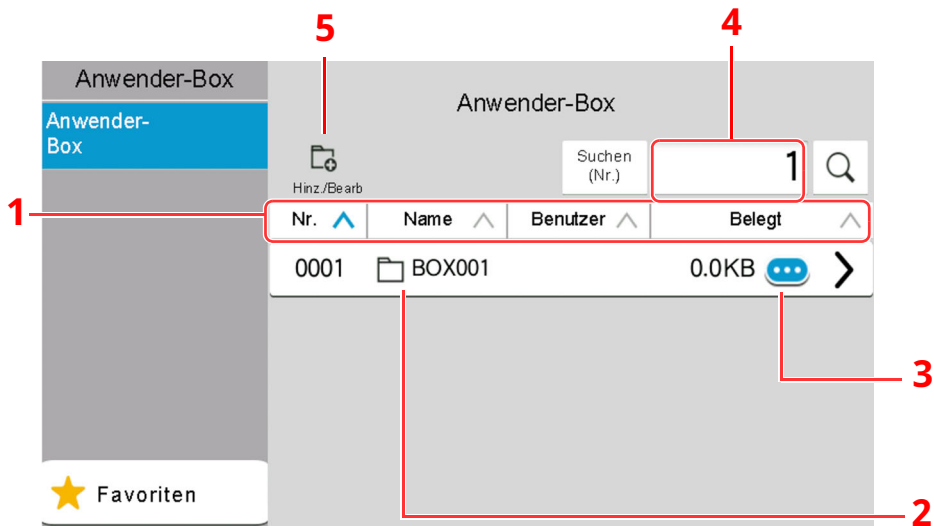 5
4
Anwender-Box
Anwender-
Box
Anwender-Box
Hinz./Bearb
Suchen
(Nr.)
1
1
Nr. Name Benutzer Belegt
0001 BOX001 0.0KB
3
Favoriten
2